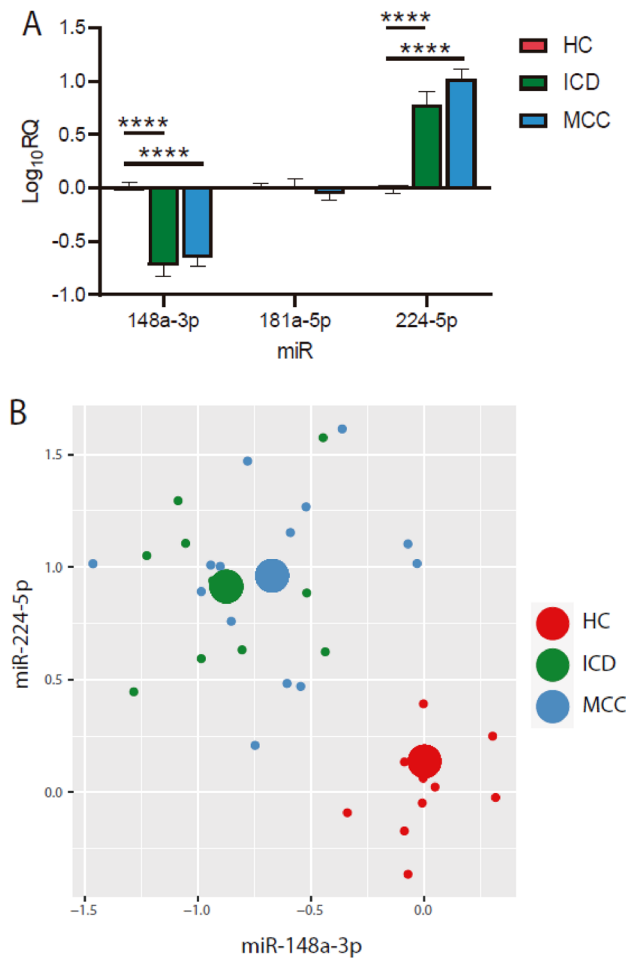 A
Log10RQ
1.5
1.0
0.5
0.0
-0.5
-1.0
****
****
****
****
148a-3p 181a-5p 224-5p
miR
HC
ICD
MCC
B
miR-224-5p
1.5
1.0
0.5
0.0
−1.5 −1.0 −0.5 0.0
miR-148a-3p
HC
ICD
MCC